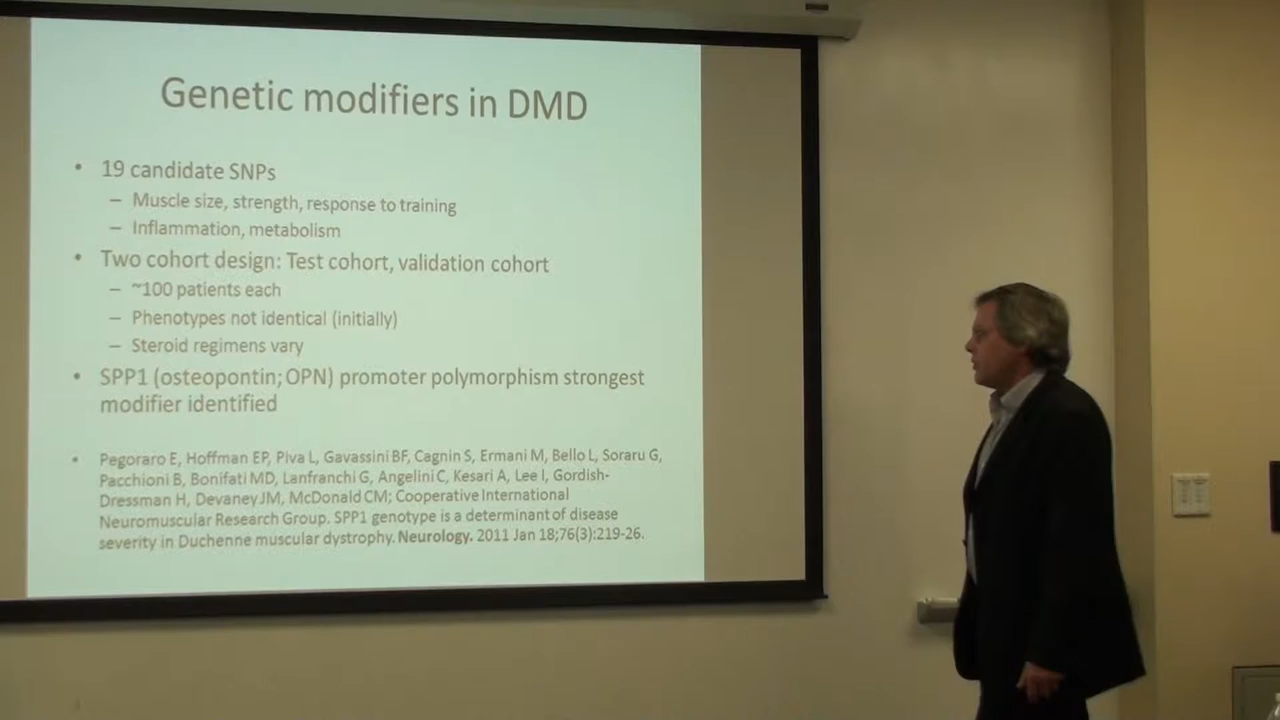 Genetic modifiers in DMD
• 19 candidate SNPs
– Muscle size, strength, response to training
– Inflammation, metabolism
• Two cohort design: Test cohort, validation cohort
– ~100 patients each
– Phenotypes not identical (initially)
– Steroid regimens vary
• SPP1 (osteopontin; OPN) promoter polymorphism strongest
modifier identified
• Pegoraro E, Hoffman EP, Piva L, Gavassini BF, Cagnin S, Ermani M, Bello L, Soraru G,
Pacchioni B, Bonifati MD, Lanfranchi G, Angelini C, Kesari A, Lee I, Gordish-
Dressman H, Devaney JM, McDonald CM; Cooperative International
Neuromuscular Research Group. SPP1 genotype is a determinant of disease
severity in Duchenne muscular dystrophy. Neurology. 2011 Jan 18;76(3):219-26.